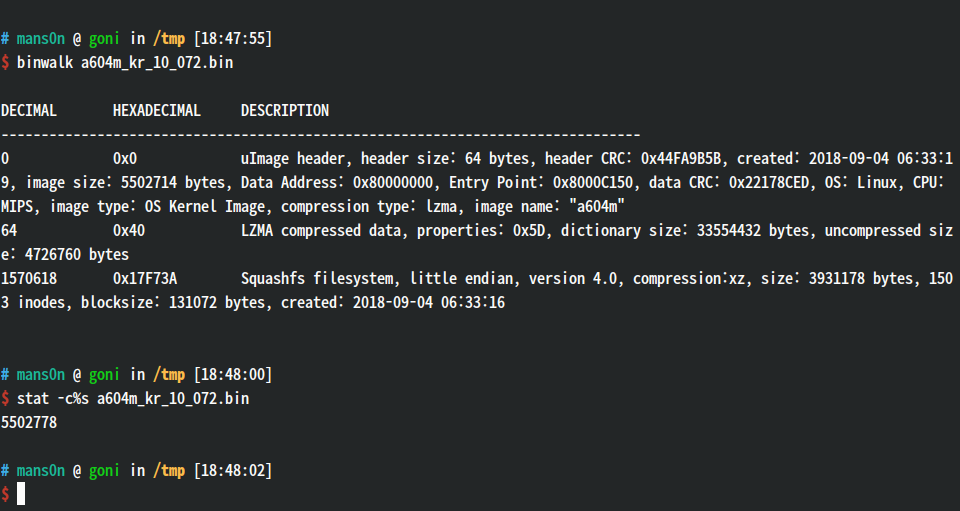 # mans0n @ goni in /tmp [18:47:55]
$ binwalk a604m_kr_10_072.bin
DECIMAL       HEXADECIMAL     DESCRIPTION
--------------------------------------------------------------------------------
0             0x0             uImage header, header size: 64 bytes, header CRC: 0x44FA9B5B, created: 2018-09-04 06:33:1
9, image size: 5502714 bytes, Data Address: 0x80000000, Entry Point: 0x8000C150, data CRC: 0x22178CED, OS: Linux, CPU:
MIPS, image type: OS Kernel Image, compression type: lzma, image name: "a604m"
64            0x40            LZMA compressed data, properties: 0x5D, dictionary size: 33554432 bytes, uncompressed siz
e: 4726760 bytes
1570618       0x17F73A        Squashfs filesystem, little endian, version 4.0, compression:xz, size: 3931178 bytes, 150
3 inodes, blocksize: 131072 bytes, created: 2018-09-04 06:33:16
# mans0n @ goni in /tmp [18:48:00]
$ stat -c%s a604m_kr_10_072.bin
5502778
# mans0n @ goni in /tmp [18:48:02]
$